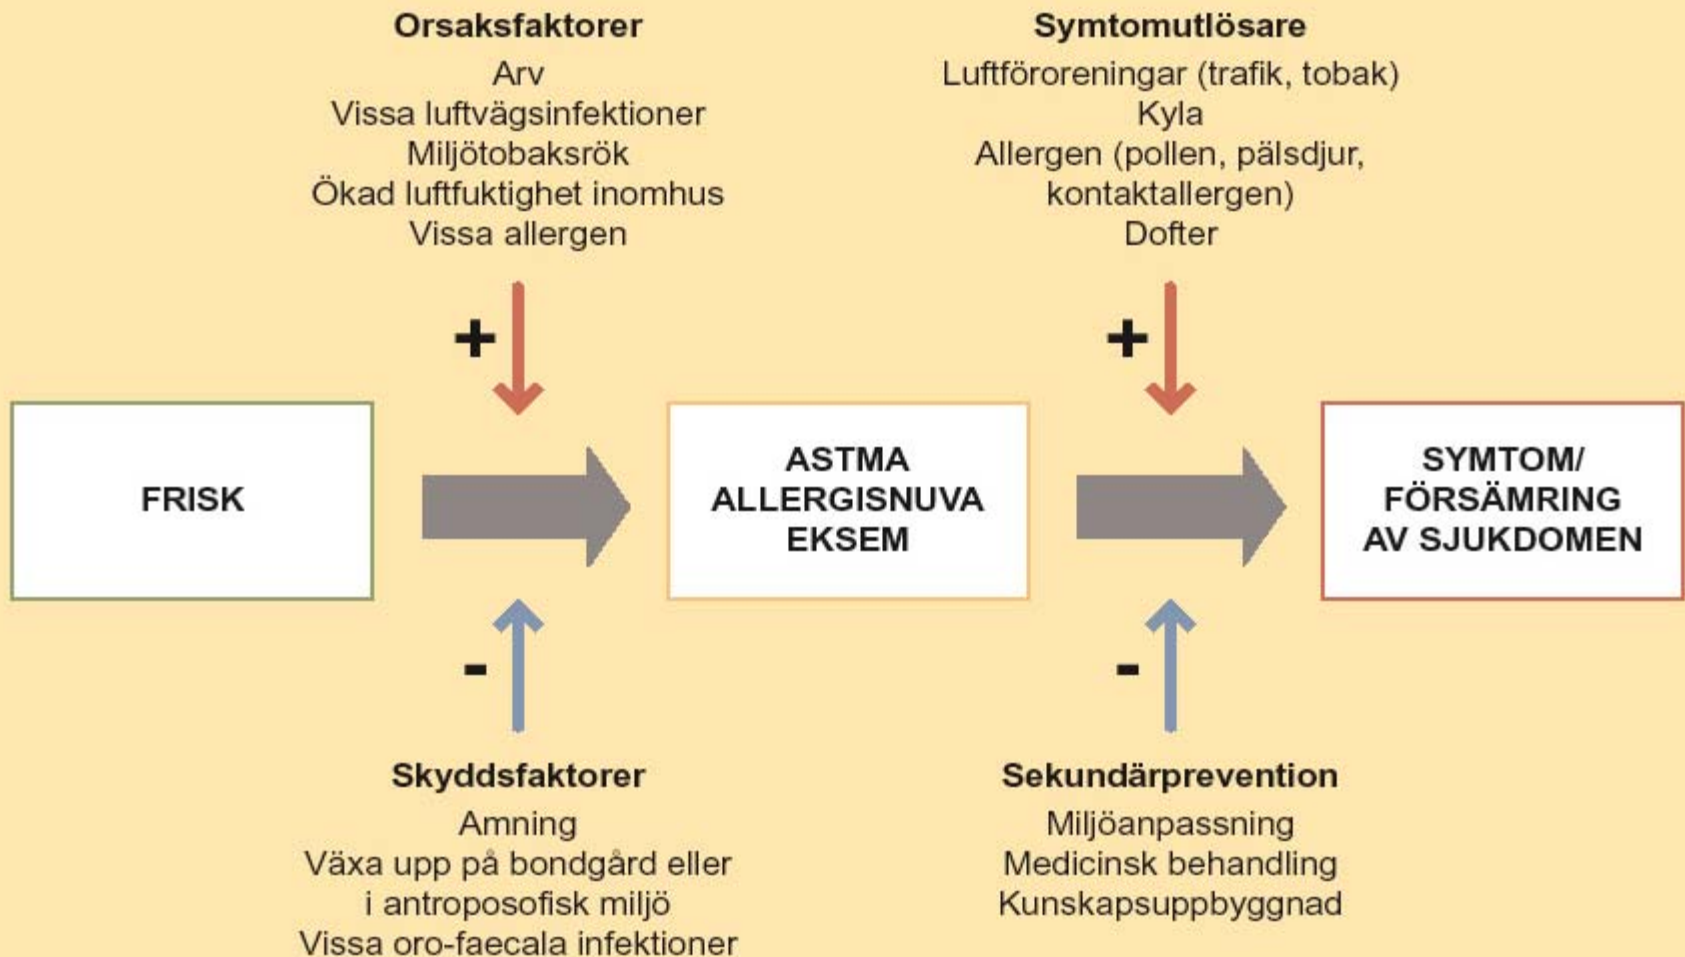 Orsaksfaktorer
Arv
Vissa luftvägsinfektioner
Miljötobaksrök
Ökad luftfuktighet inomhus
Vissa allergen
Symtomutlösare
Luftföroreningar (trafik, tobak)
Kyla
Allergen (pollen, pälsdjur,
kontaktallergen)
Dofter
+
+
FRISK
ASTMA
ALLERGISNUVA
EKSEM
SYMTOM/
FÖRSÄMRING
AV SJUKDOMEN
-
-
Skyddsfaktorer
Amning
Växa upp på bondgård eller
i antroposofisk miljö
Vissa oro-faecala infektioner
Sekundärprevention
Miljöanpassning
Medicinsk behandling
Kunskapsuppbyggnad